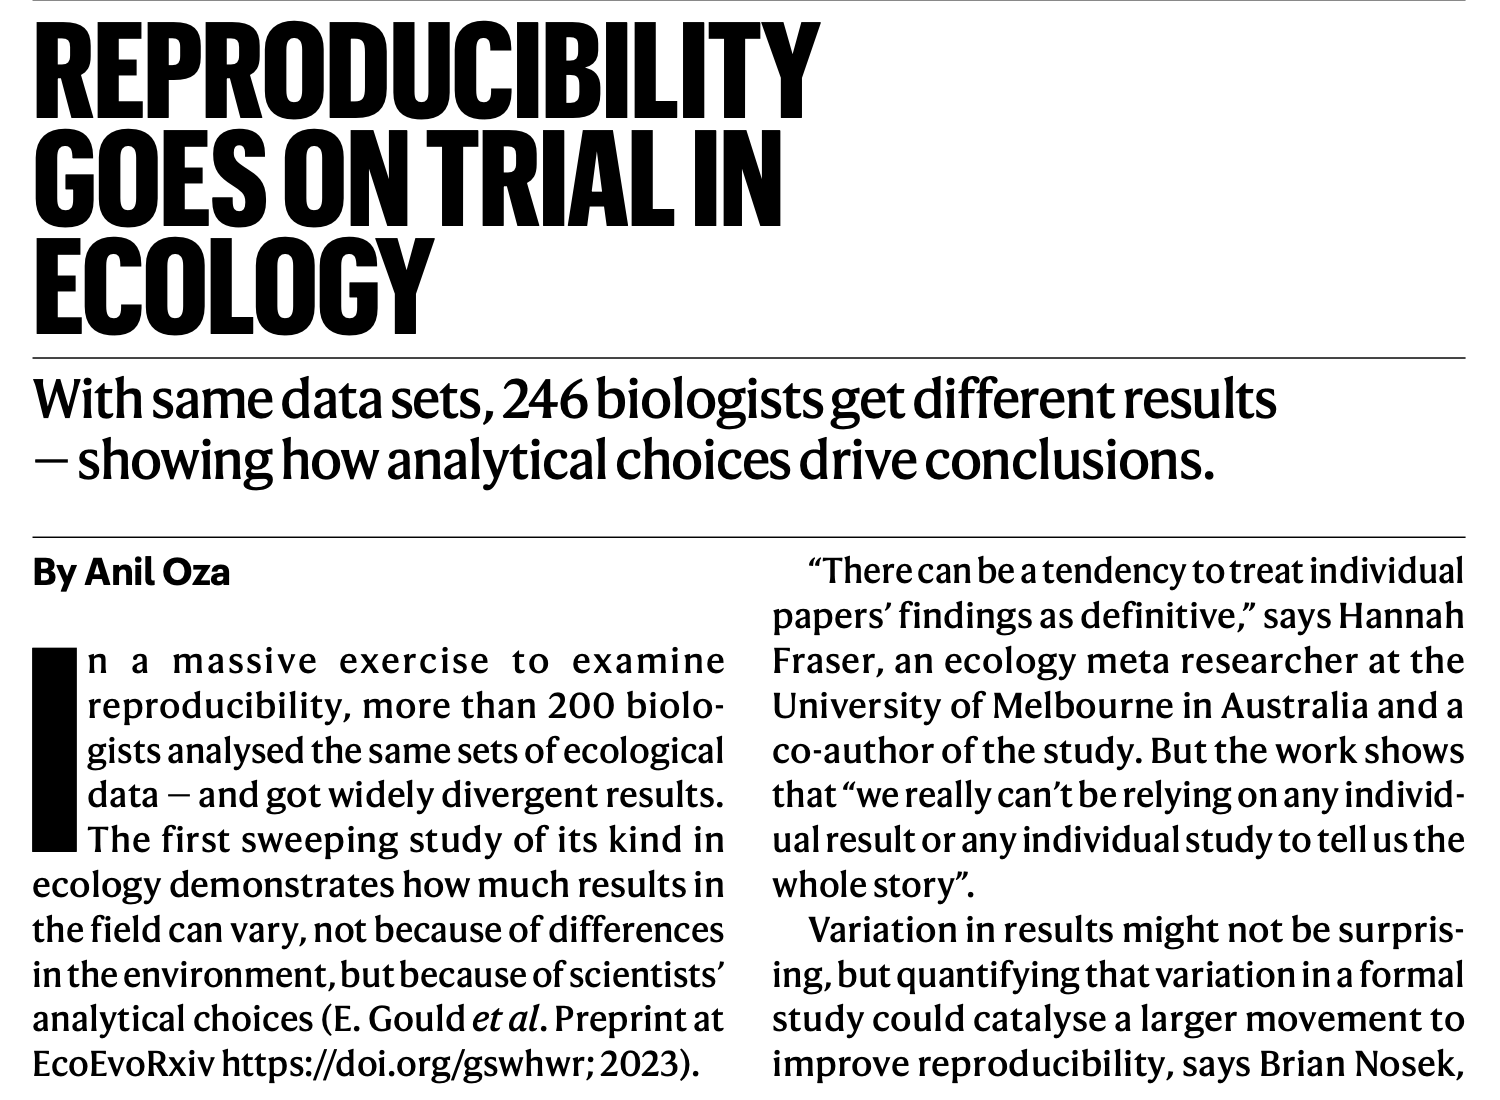 REPRODUCIBILITY
GOES ON TRIAL IN
ECOLOGY
With same data sets, 246 biologists get different results
– showing how analytical choices drive conclusions.
By Anil Oza
In a massive exercise to examine
reproducibility, more than 200 biolo-
gists analysed the same sets of ecological
data – and got widely divergent results.
The first sweeping study of its kind in
ecology demonstrates how much results in
the field can vary, not because of differences
in the environment, but because of scientists’
analytical choices (E. Gould et al. Preprint at
EcoEvoRxiv https://doi.org/gswhwr; 2023).
“There can be a tendency to treat individual
papers’ findings as definitive,” says Hannah
Fraser, an ecology meta researcher at the
University of Melbourne in Australia and a
co-author of the study. But the work shows
that “we really can’t be relying on any individ-
ual result or any individual study to tell us the
whole story”.
Variation in results might not be surpris-
ing, but quantifying that variation in a formal
study could catalyse a larger movement to
improve reproducibility, says Brian Nosek,